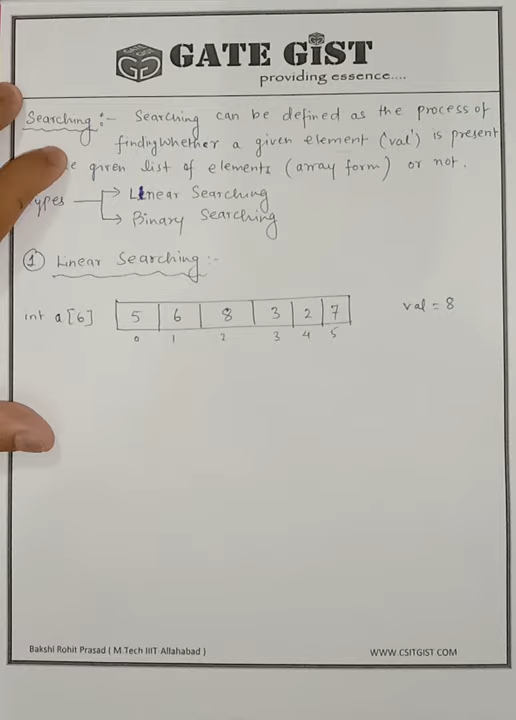 GATE GiST
providing essence....
Searching :- Searching can be defined as the process of
finding whether a given element ('val') is present
given list of elements (array form) or not.
Linear Searching
Binary Searching
① Linear Searching :-
int a[6] 5 6 8 3 2 7 val = 8
0 1 2 3 4 5
Bakshi Rohit Prasad ( M.Tech IIIT Allahabad ) WWW.CSITGIST.COM